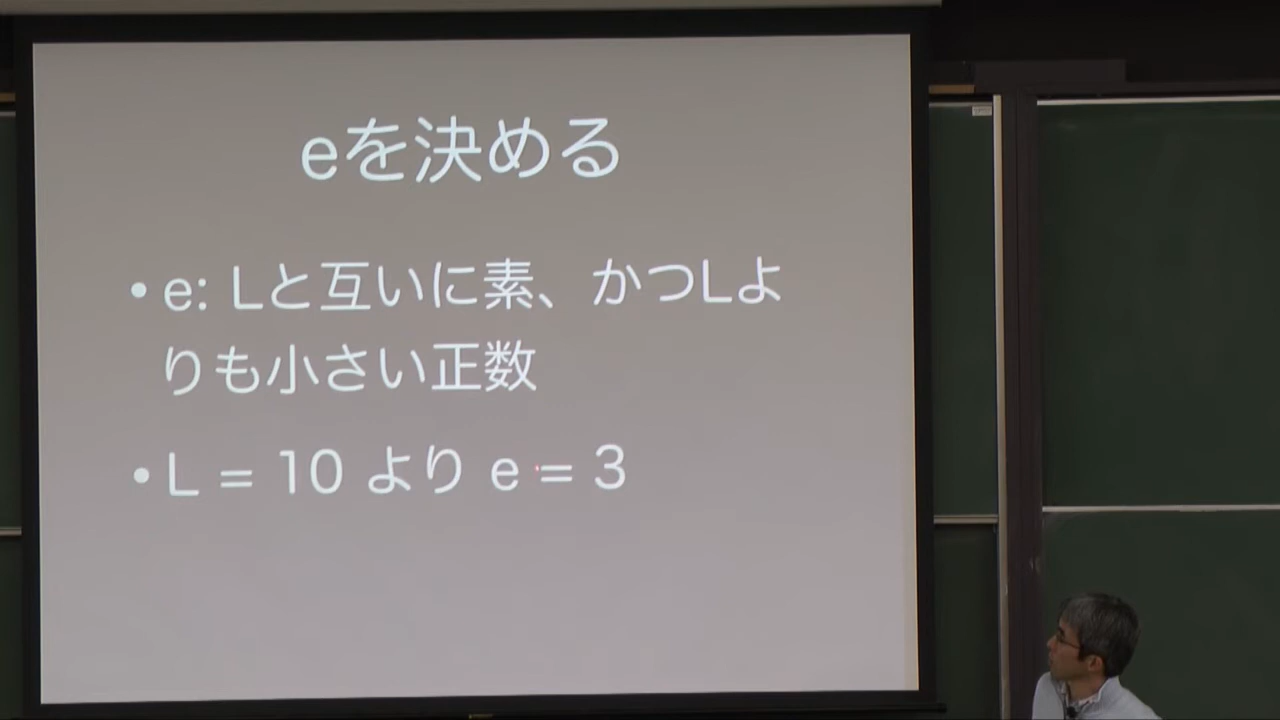 eを決める
• e: Lと互いに素、かつLよ
りも小さい正数
• L = 10 より e = 3